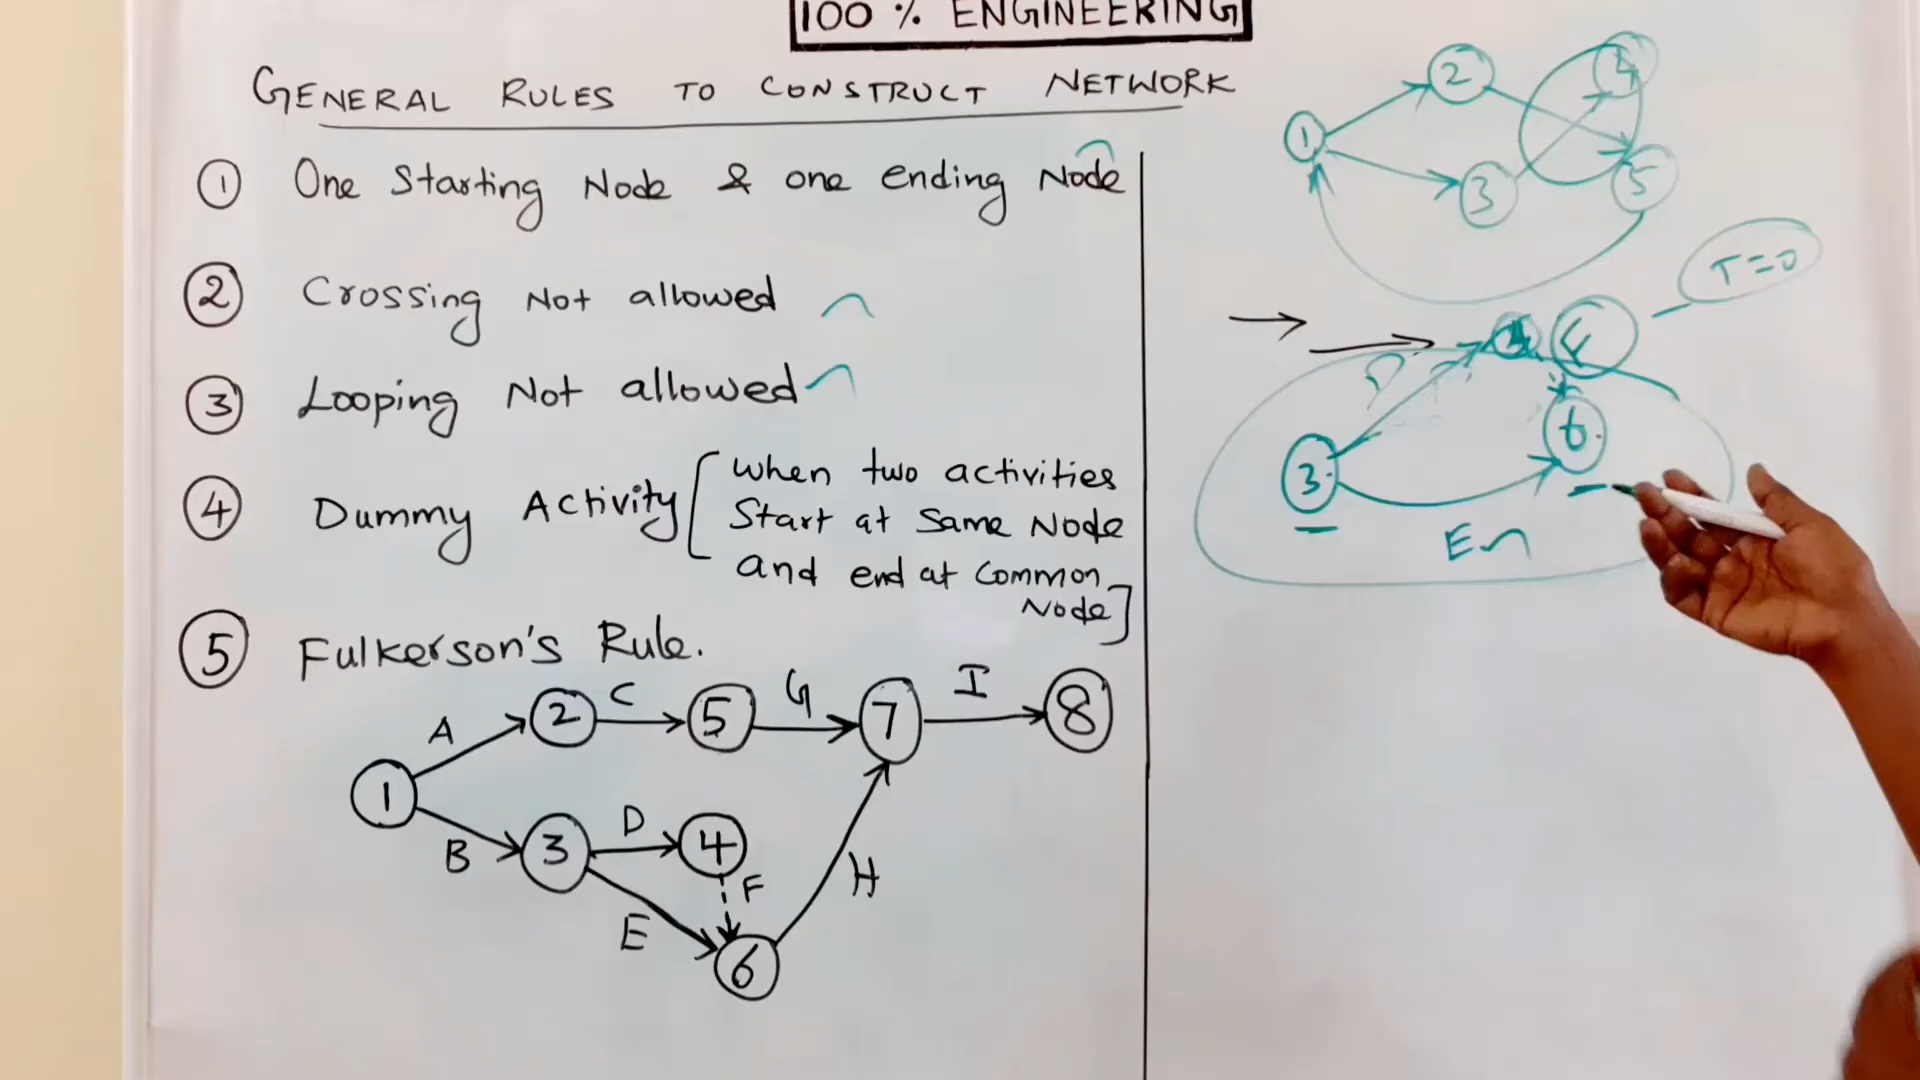 100 % ENGINEERING
GENERAL RULES TO CONSTRUCT NETWORK
1 One Starting Node & one ending Node
2 Crossing Not allowed
3 Looping Not allowed
4 Dummy Activity [when two activities
Start at Same Node
and end at Common
Node]
5 Fulkerson's Rule.
A
2
C
5
G
7
I
8
1
B
3
D
4
F
E
6
H
1
2
3
4
5
T=0
D
3
6
E